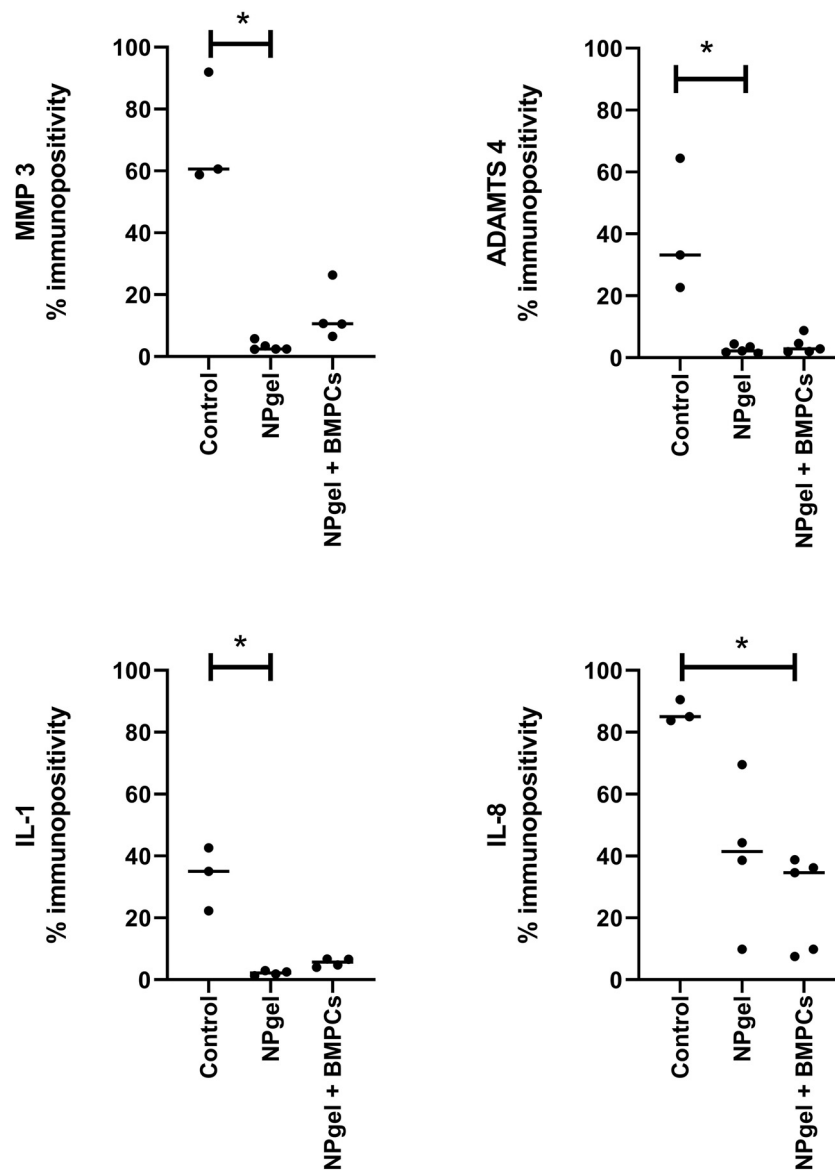 *
MMP 3
% immunopositivity
100
80
60
40
20
0
Control
NPgel
NPgel + BMPCs
*
ADAMTS 4
% immunopositivity
100
80
60
40
20
0
Control
NPgel
NPgel + BMPCs
*
IL-1
% immunopositivity
100
80
60
40
20
0
Control
NPgel
NPgel + BMPCs
*
IL-8
% immunopositivity
100
80
60
40
20
0
Control
NPgel
NPgel + BMPCs